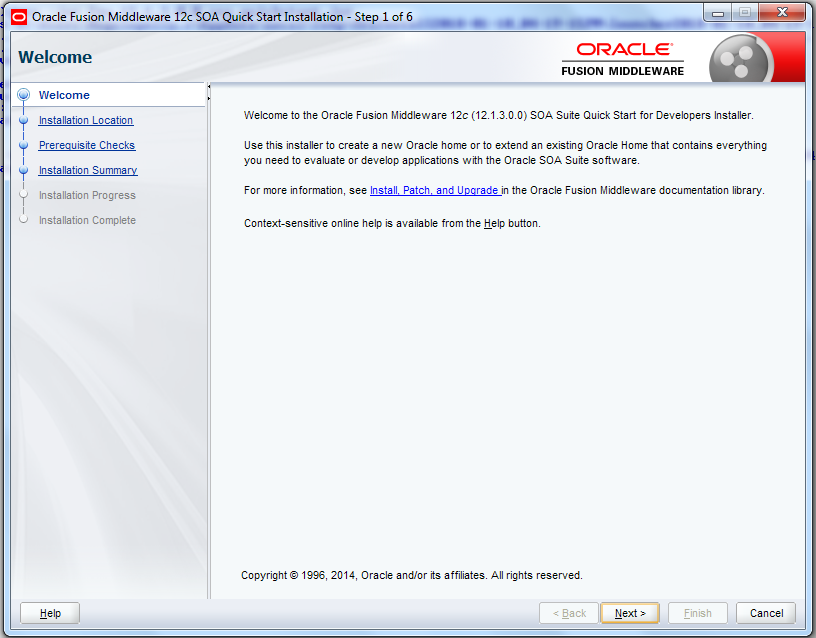 Oracle Fusion Middleware 12c SOA Quick Start Installation - Step 1 of 6
Welcome
ORACLE®
FUSION MIDDLEWARE
Welcome
Installation Location
Prerequisite Checks
Installation Summary
Installation Progress
Installation Complete
Welcome to the Oracle Fusion Middleware 12c (12.1.3.0.0) SOA Suite Quick Start for Developers Installer.
Use this installer to create a new Oracle home or to extend an existing Oracle Home that contains everything
you need to evaluate or develop applications with the Oracle SOA Suite software.
For more information, see Install, Patch, and Upgrade in the Oracle Fusion Middleware documentation library.
Context-sensitive online help is available from the Help button.
Copyright © 1996, 2014, Oracle and/or its affiliates. All rights reserved.
Help
< Back
Next >
Finish
Cancel